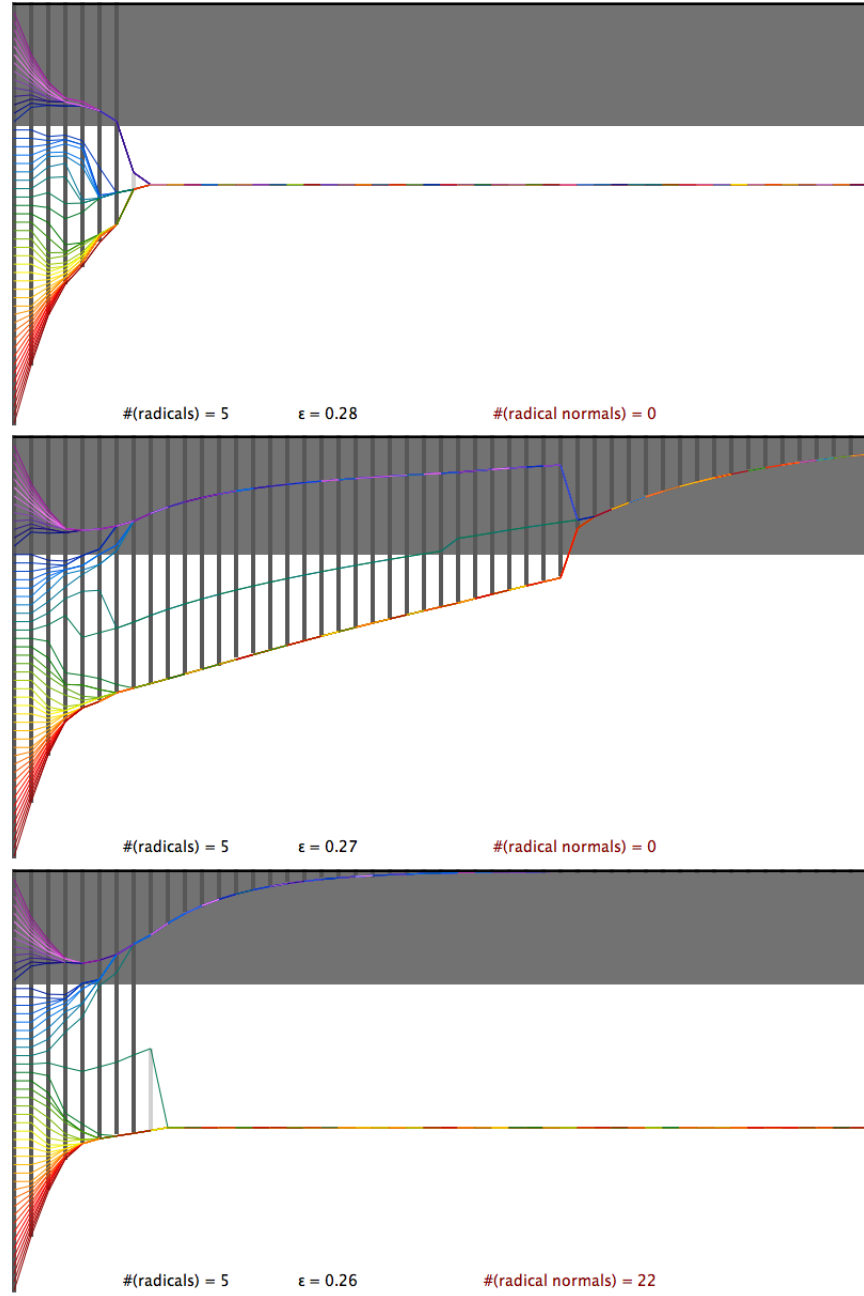 #(radicals) = 5 ε = 0.28 #(radical normals) = 0
#(radicals) = 5 ε = 0.27 #(radical normals) = 0
#(radicals) = 5 ε = 0.26 #(radical normals) = 22